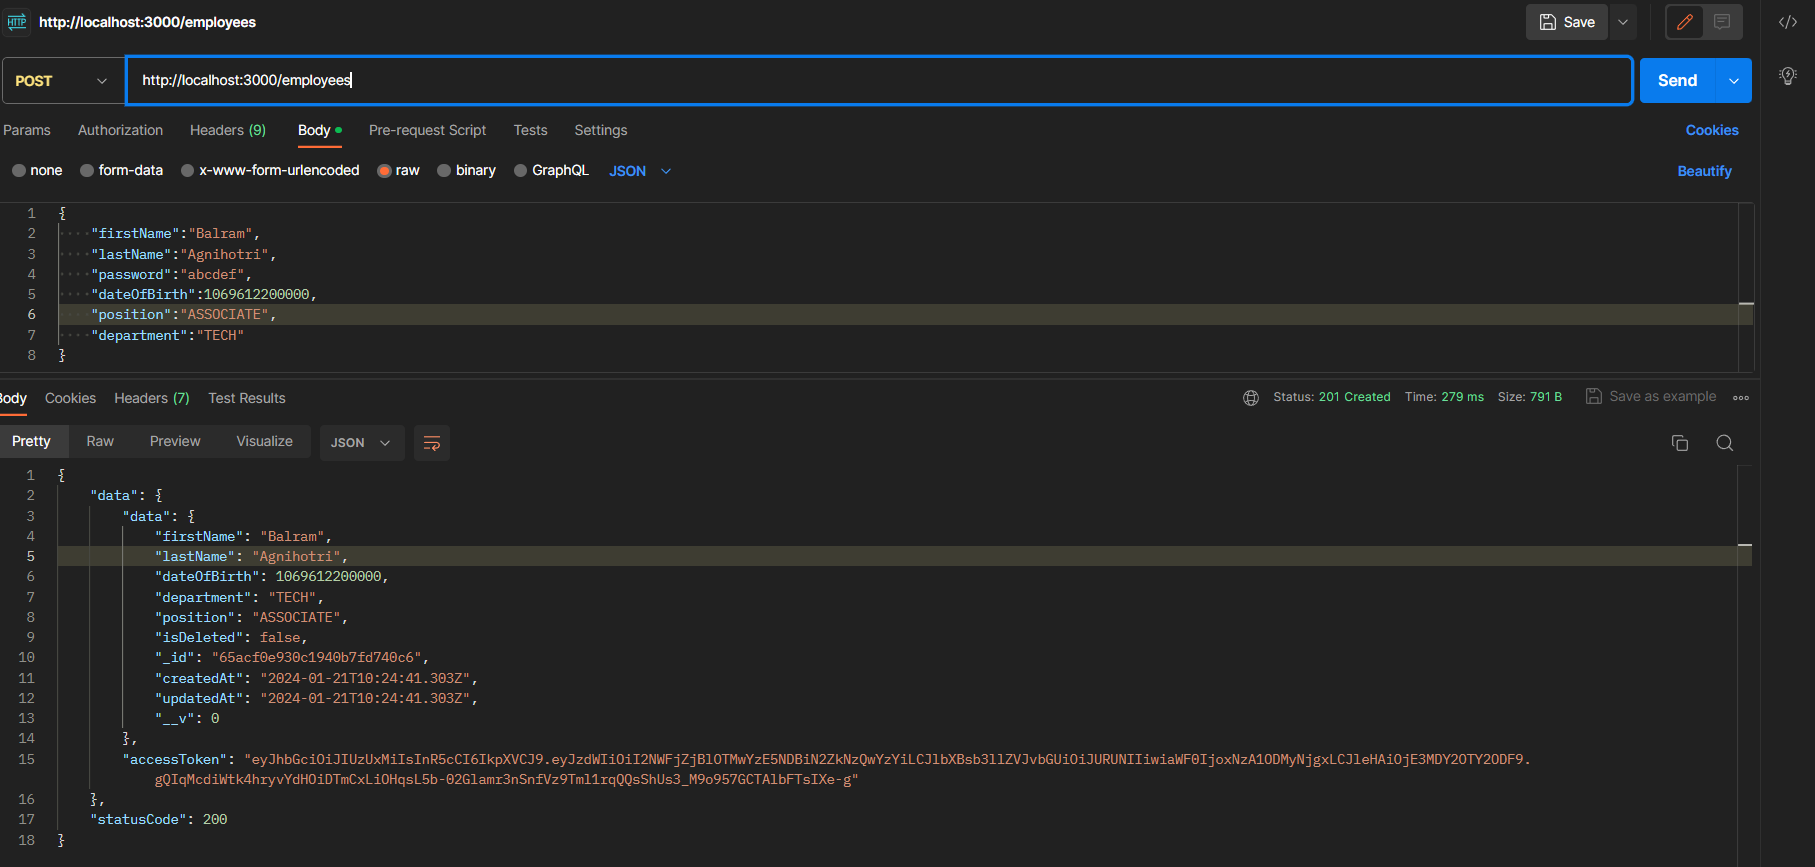 HTTP http://localhost:3000/employees Save
POST http://localhost:3000/employees Send
Params Authorization Headers (9) Body Pre-request Script Tests Settings Cookies
none form-data x-www-form-urlencoded raw binary GraphQL JSON Beautify
1 {
2 "firstName":"Balram",
3 "lastName":"Agnihotri",
4 "password":"abcdef",
5 "dateOfBirth":1069612200000,
6 "position":"ASSOCIATE",
7 "department":"TECH"
8 }
Body Cookies Headers (7) Test Results Status: 201 Created Time: 279 ms Size: 791 B Save as example
Pretty Raw Preview Visualize JSON
1 {
2 "data": {
3 "data": {
4 "firstName": "Balram",
5 "lastName": "Agnihotri",
6 "dateOfBirth": 1069612200000,
7 "department": "TECH",
8 "position": "ASSOCIATE",
9 "isDeleted": false,
10 "_id": "65acf0e930c1940b7fd740c6",
11 "createdAt": "2024-01-21T10:24:41.303Z",
12 "updatedAt": "2024-01-21T10:24:41.303Z",
13 "__v": 0
14 },
15 "accessToken": "eyJhbGciOiJIUzUxMiIsInR5cCI6IkpXVCJ9.eyJzdWIiOiI2NWFjZjBlOTMwYzE5NDBiN2ZkNzQwYzYiLCJlbXBsb3llZVJvbGUiOiJURUNIIiwiaWF0IjoxNzA1ODMyNjgxLCJleHAiOjE3MDY2OTY2ODF9.
gQIqMcdiWtk4hryvYdHOiDTmCxLiOHqsL5b-02Glamr3nSnfVz9Tml1rqQQsShUs3_M9o957GCTAlbFTsIXe-g"
16 },
17 "statusCode": 200
18 }